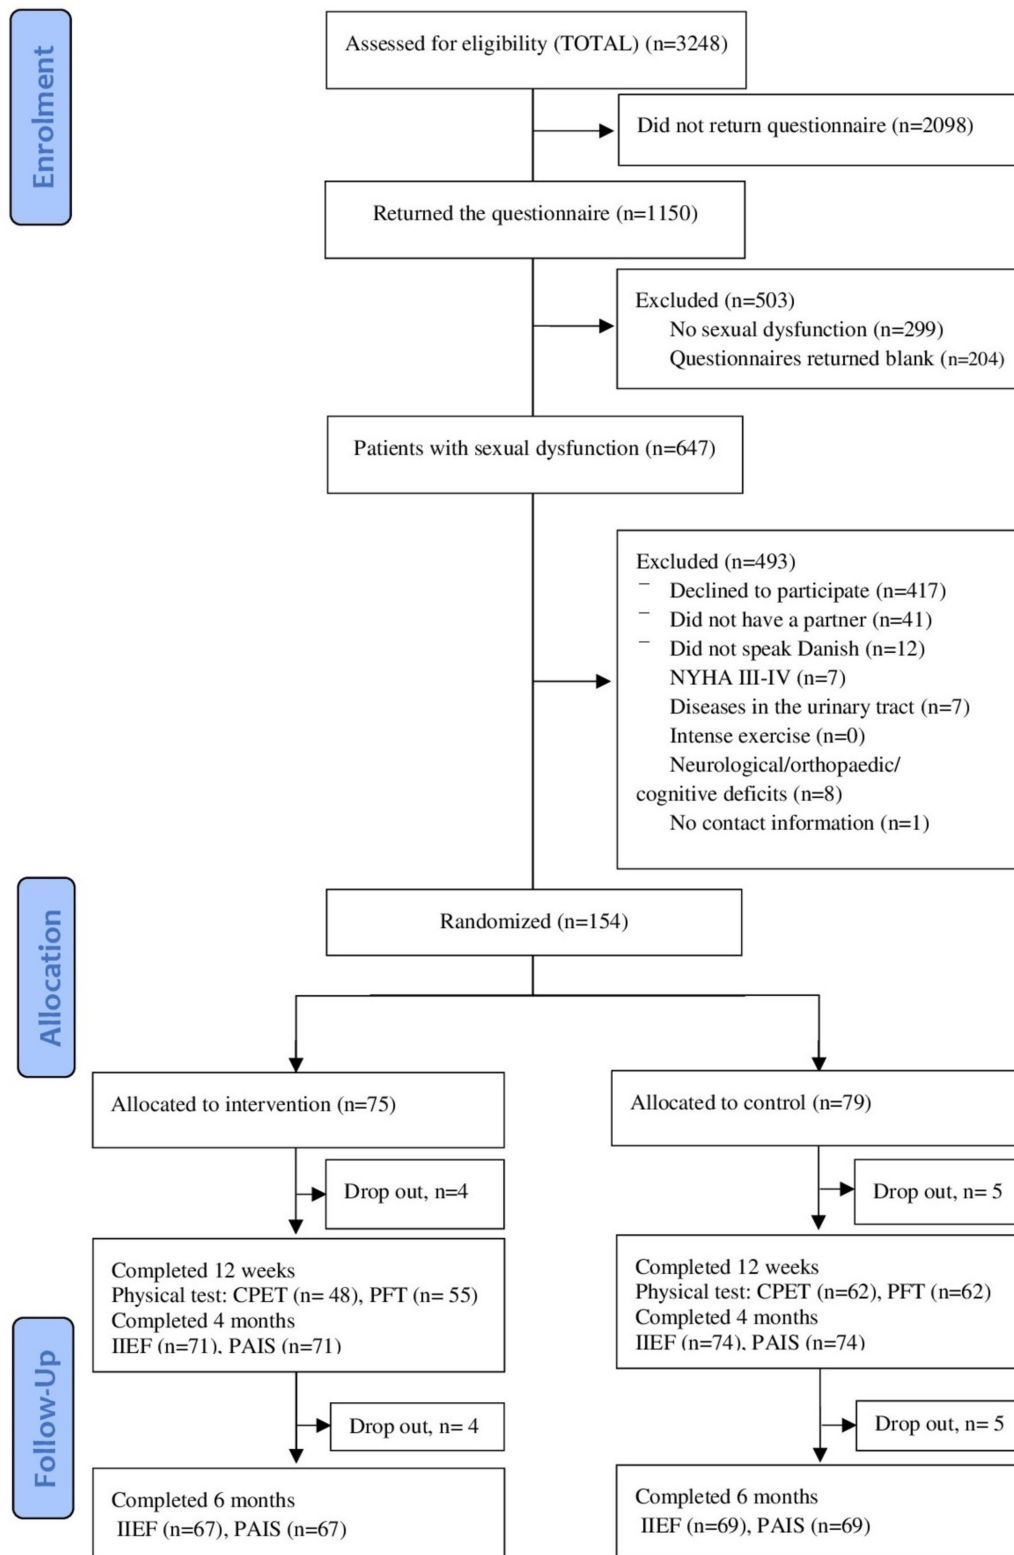 Enrolment
Assessed for eligibility (TOTAL) (n=3248)
Did not return questionnaire (n=2098)
Returned the questionnaire (n=1150)
Excluded (n=503)
No sexual dysfunction (n=299)
Questionnaires returned blank (n=204)
Patients with sexual dysfunction (n=647)
Excluded (n=493)
¯ Declined to participate (n=417)
¯ Did not have a partner (n=41)
¯ Did not speak Danish (n=12)
NYHA III-IV (n=7)
Diseases in the urinary tract (n=7)
Intense exercise (n=0)
Neurological/orthopaedic/
cognitive deficits (n=8)
No contact information (n=1)
Allocation
Randomized (n=154)
Allocated to intervention (n=75)
Allocated to control (n=79)
Drop out, n=4
Drop out, n= 5
Completed 12 weeks
Physical test: CPET (n= 48), PFT (n= 55)
Completed 4 months
IIEF (n=71), PAIS (n=71)
Completed 12 weeks
Physical test: CPET (n=62), PFT (n=62)
Completed 4 months
IIEF (n=74), PAIS (n=74)
Follow-Up
Drop out, n= 4
Drop out, n= 5
Completed 6 months
IIEF (n=67), PAIS (n=67)
Completed 6 months
IIEF (n=69), PAIS (n=69)